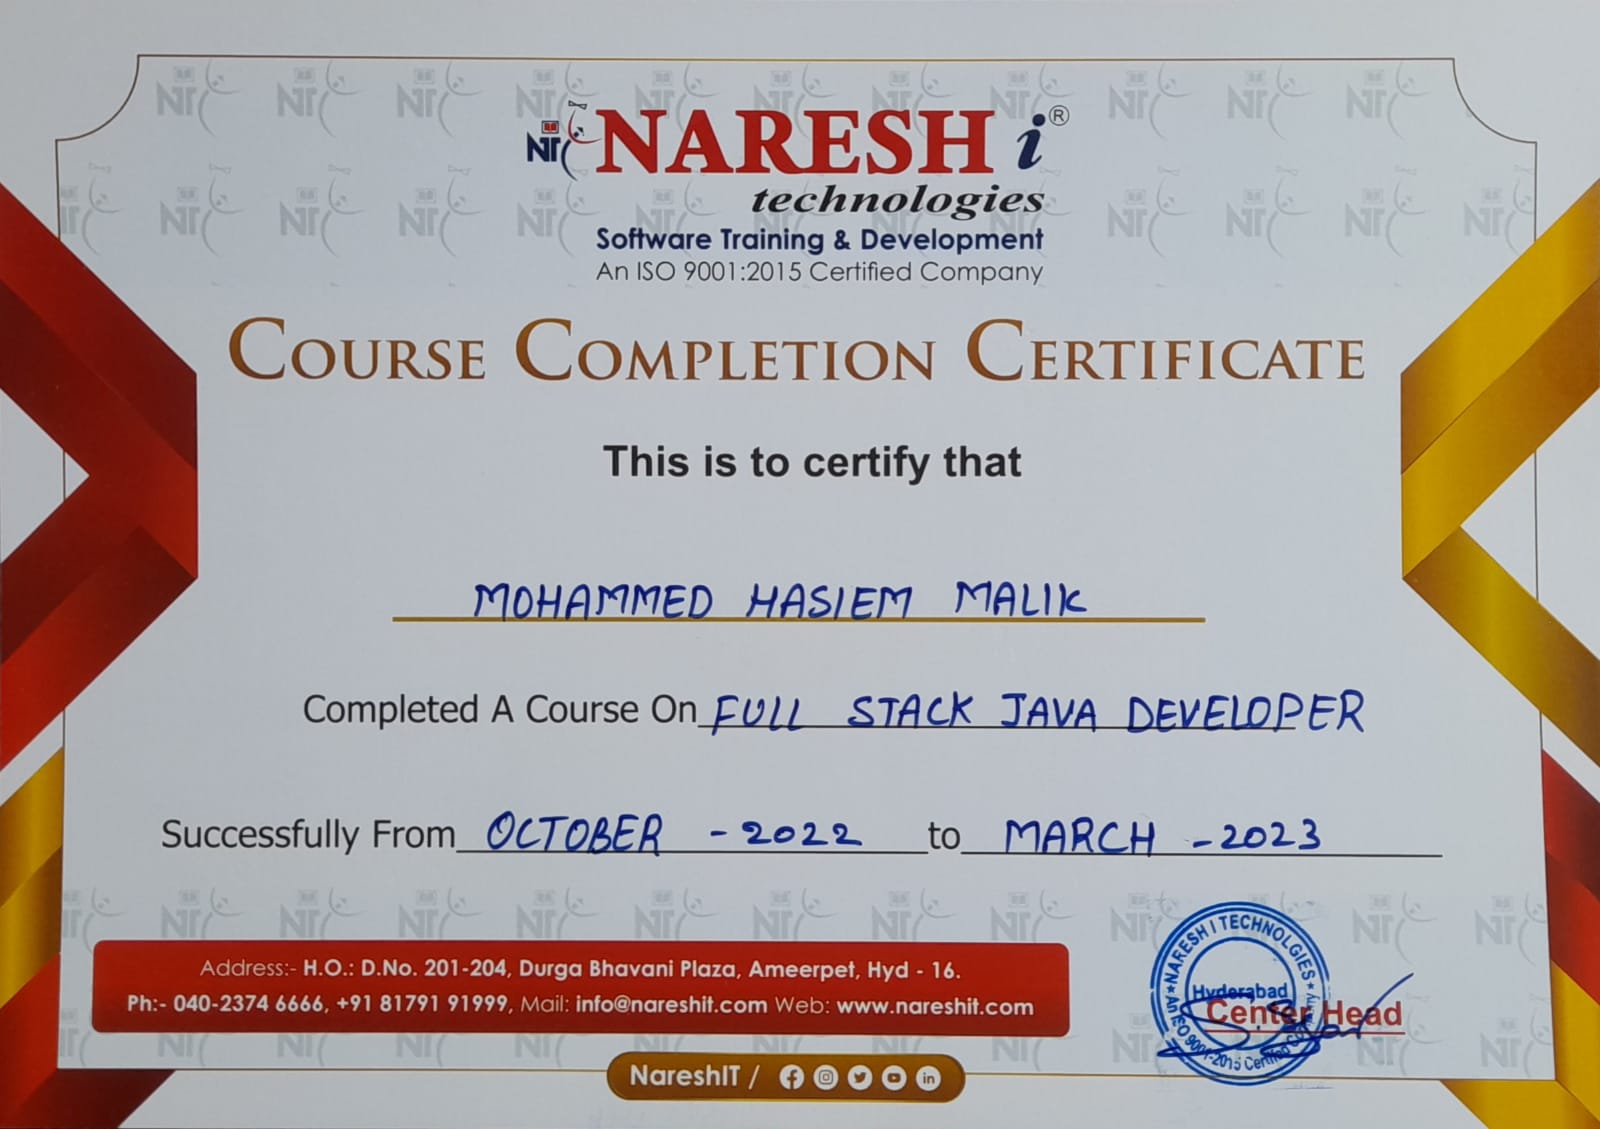 NT NARESH i ®
technologies
Software Training & Development
An ISO 9001:2015 Certified Company
COURSE COMPLETION CERTIFICATE
This is to certify that
MOHAMMED HASIEM MALIK
Completed A Course On FULL STACK JAVA DEVELOPER
Successfully From OCTOBER - 2022 to MARCH - 2023
Address:- H.O.: D.No. 201-204, Durga Bhavani Plaza, Ameerpet, Hyd - 16.
Ph:- 040-2374 6666, +91 81791 91999, Mail: info@nareshit.com Web: www.nareshit.com
★ NARESH I TECHNOLGIES ★
Hyderabad
An ISO 9001-2015 Certified Company
Center Head
NareshIT /